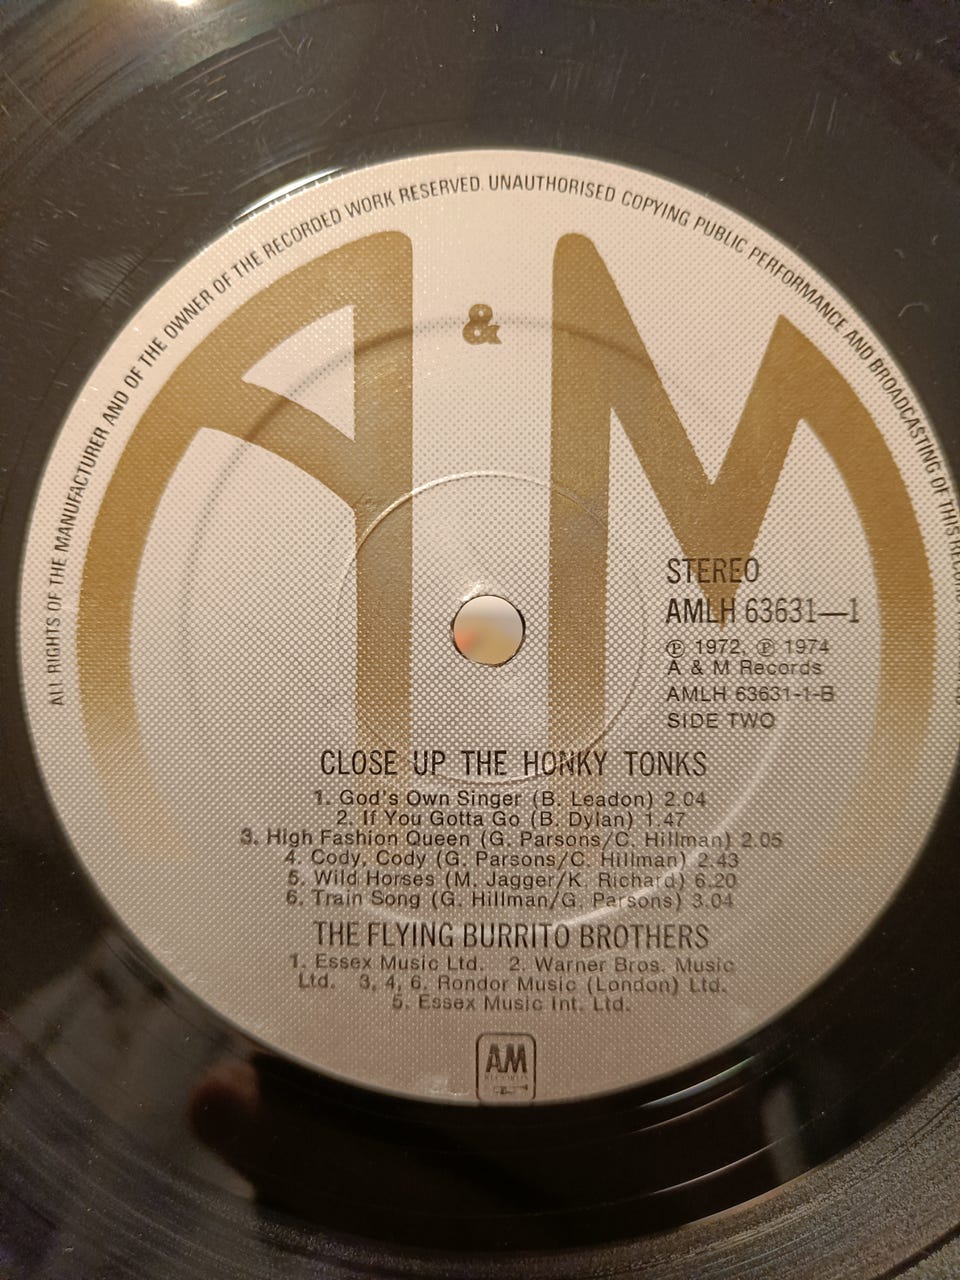 ALL RIGHTS OF THE MANUFACTURER AND OF THE OWNER OF THE RECORDED WORK RESERVED. UNAUTHORISED COPYING PUBLIC PERFORMANCE AND BROADCASTING OF THIS
A & M
STEREO
AMLH 63631—1
℗ 1972, ℗ 1974
A & M Records
AMLH 63631-1-B
SIDE TWO
CLOSE UP THE HONKY TONKS
1. God's Own Singer (B. Leadon) 2.04
2. If You Gotta Go (B. Dylan) 1.47
3. High Fashion Queen (G. Parsons/C. Hillman) 2.05
4. Cody, Cody (G. Parsons/C. Hillman) 2.43
5. Wild Horses (M. Jagger/K. Richard) 6.20
6. Train Song (G. Hillman/G. Parsons) 3.04
THE FLYING BURRITO BROTHERS
1. Essex Music Ltd. 2. Warner Bros. Music
Ltd. 3, 4, 6. Rondor Music (London) Ltd.
5. Essex Music Int. Ltd.
AM
RECORDS